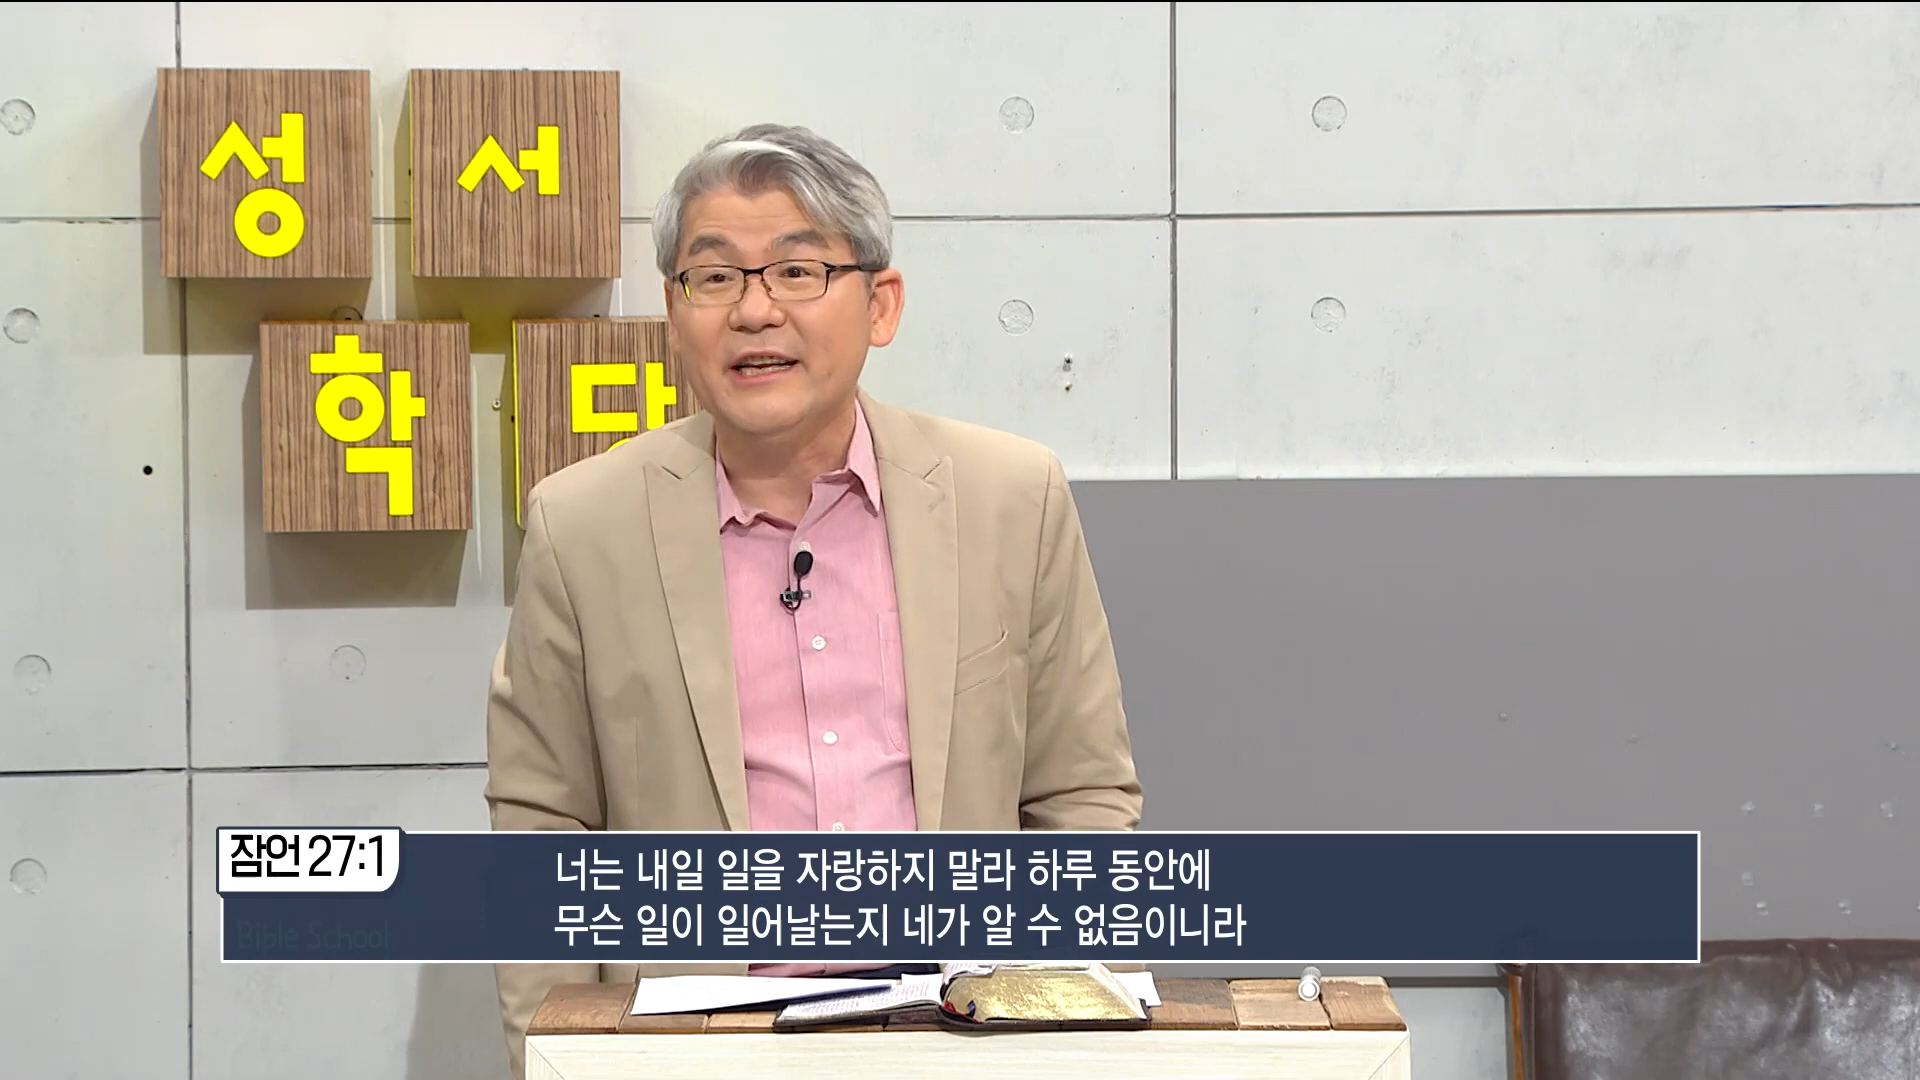 성서
학당
잠언 27:1
너는 내일 일을 자랑하지 말라 하루 동안에
무슨 일이 일어날는지 네가 알 수 없음이니라
Bible School